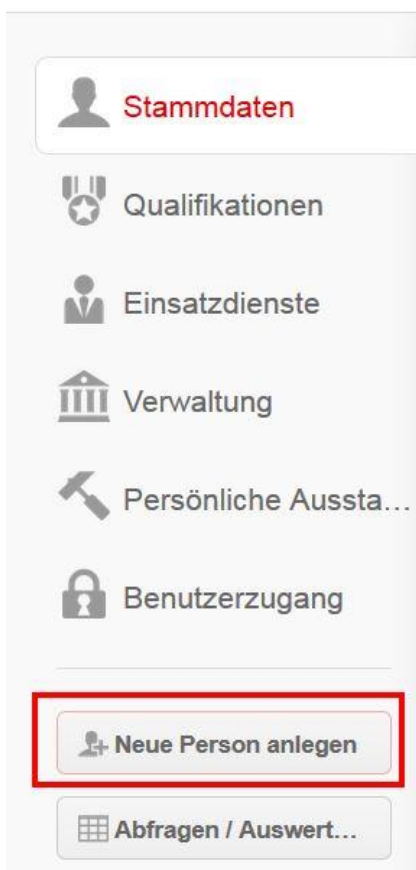 Stammdaten
Qualifikationen
Einsatzdienste
Verwaltung
Persönliche Aussta...
Benutzerzugang
Neue Person anlegen
Abfragen / Auswert...